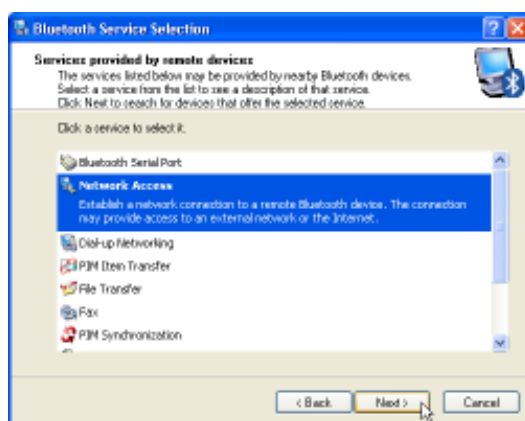 Bluetooth Service Selection
Services provided by remote devices
The services listed below may be provided by nearby Bluetooth devices.
Select a service from the list to see a description of that service.
Click Next to search for devices that offer the selected service.
Click a service to select it.
Bluetooth Serial Port
Network Access
Establish a network connection to a remote Bluetooth device. The connection
may provide access to an external network or the Internet.
Dial-up Networking
PIM Item Transfer
File Transfer
Fax
PIM Synchronization
< Back Next > Cancel